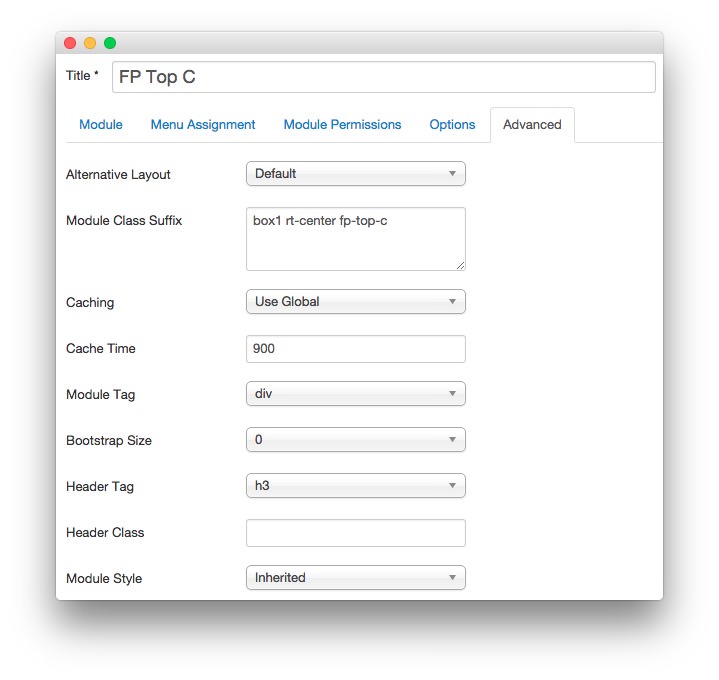 Title * FP Top C
Module Menu Assignment Module Permissions Options Advanced
Alternative Layout Default
Module Class Suffix box1 rt-center fp-top-c
Caching Use Global
Cache Time 900
Module Tag div
Bootstrap Size 0
Header Tag h3
Header Class
Module Style Inherited